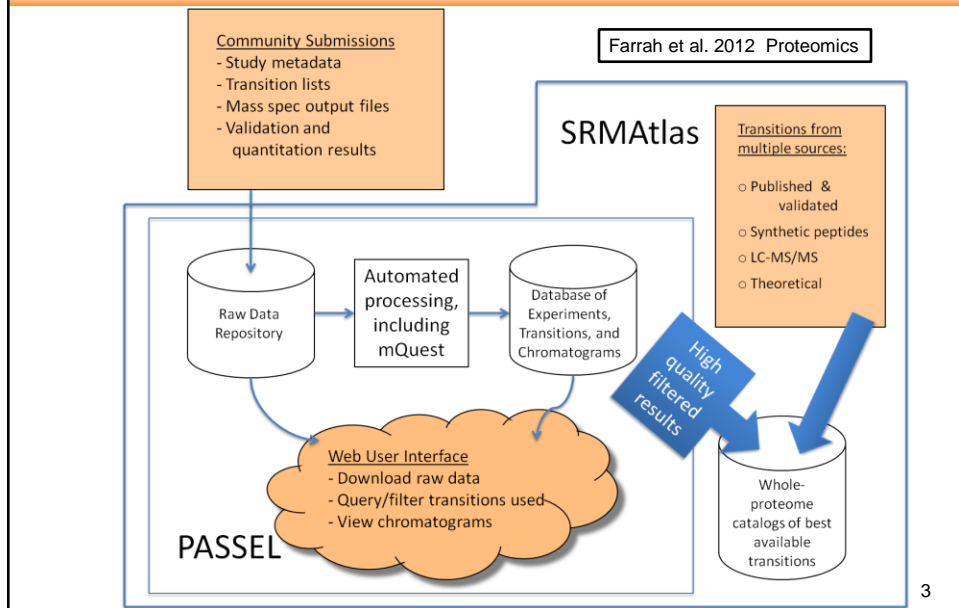 Community Submissions
- Study metadata
- Transition lists
- Mass spec output files
- Validation and
quantitation results
Farrah et al. 2012 Proteomics
SRMAtlas
Transitions from
multiple sources:
○ Published &
validated
○ Synthetic peptides
○ LC-MS/MS
○ Theoretical
Raw Data
Repository
Automated
processing,
including
mQuest
Database of
Experiments,
Transitions, and
Chromatograms
High
quality
filtered
results
Web User Interface
- Download raw data
- Query/filter transitions used
- View chromatograms
PASSEL
Whole-
proteome
catalogs of best
available
transitions
3